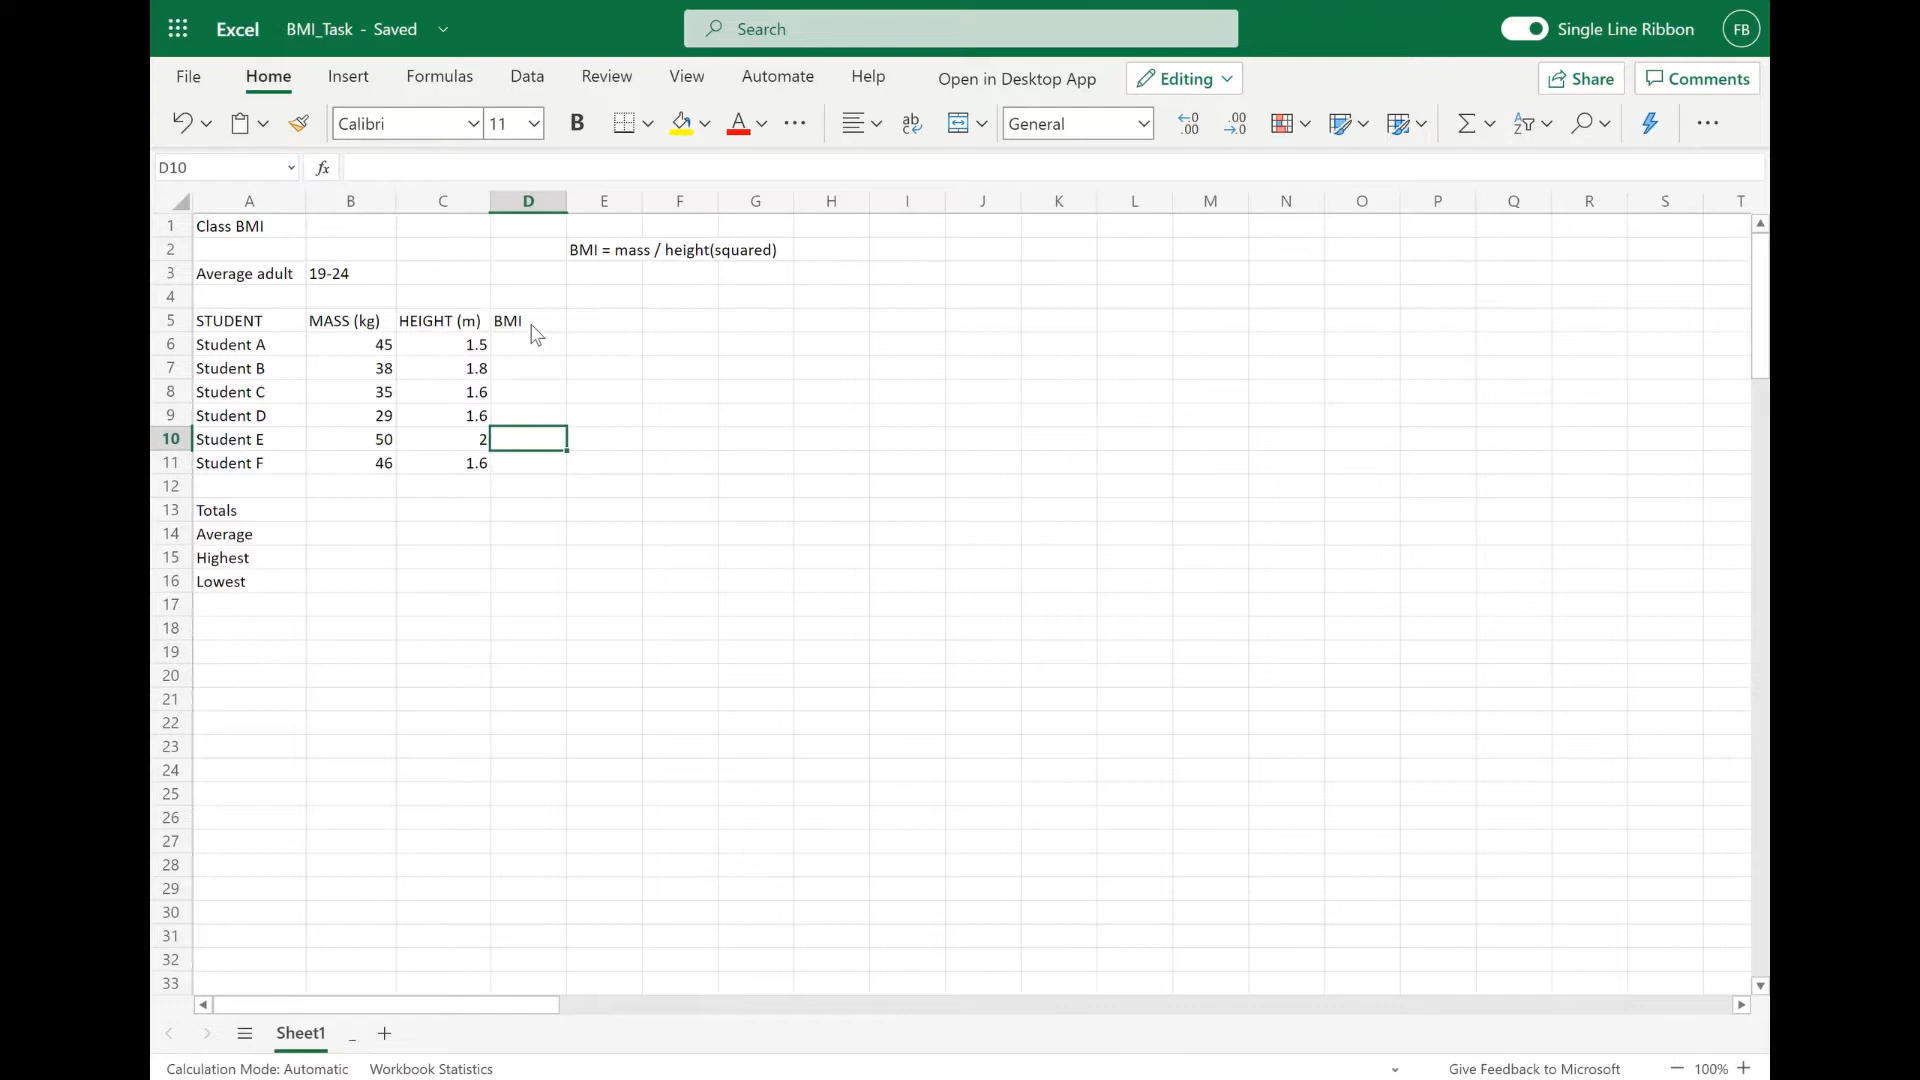 Excel BMI_Task - Saved Search Single Line Ribbon FB
File Home Insert Formulas Data Review View Automate Help Open in Desktop App Editing Share Comments
Calibri 11 B A ab General
D10 fx
A B C D E F G H I J K L M N O P Q R S T
1 Class BMI
2 BMI = mass / height(squared)
3 Average adult 19-24
4
5 STUDENT MASS (kg) HEIGHT (m) BMI
6 Student A 45 1.5
7 Student B 38 1.8
8 Student C 35 1.6
9 Student D 29 1.6
10 Student E 50 2
11 Student F 46 1.6
12
13 Totals
14 Average
15 Highest
16 Lowest
17
18
19
20
21
22
23
24
25
26
27
28
29
30
31
32
33
Sheet1 _ +
Calculation Mode: Automatic Workbook Statistics Give Feedback to Microsoft — 100% +